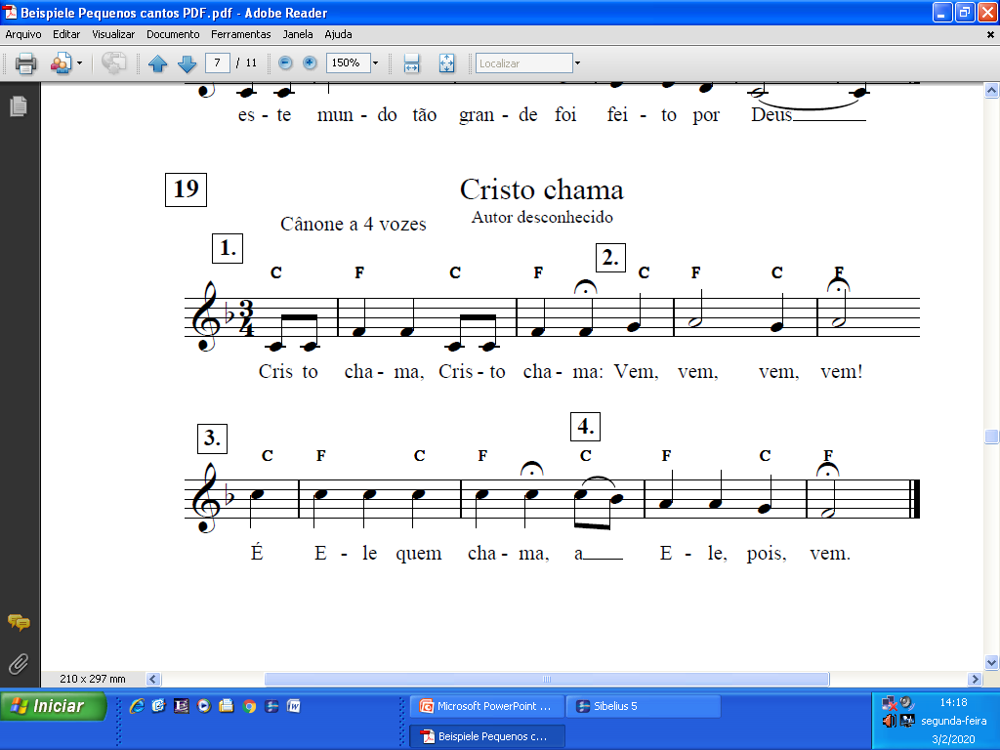 Beispiele Pequenos cantos PDF.pdf - Adobe Reader
Arquivo Editar Visualizar Documento Ferramentas Janela Ajuda
7 / 11 150% Localizar
es - te mun - do tão gran - de foi fei - to por Deus
19
Cristo chama
Autor desconhecido
Cânone a 4 vozes
1. 2.
C F C F C F C F
3
4
Cris to cha - ma, Cris - to cha - ma: Vem, vem, vem, vem!
3. 4.
C F C F C F C F
É E - le quem cha - ma, a E - le, pois, vem.
210 x 297 mm
Iniciar Microsoft PowerPoint ... Sibelius 5 14:18
segunda-feira
Beispiele Pequenos c... 3/2/2020